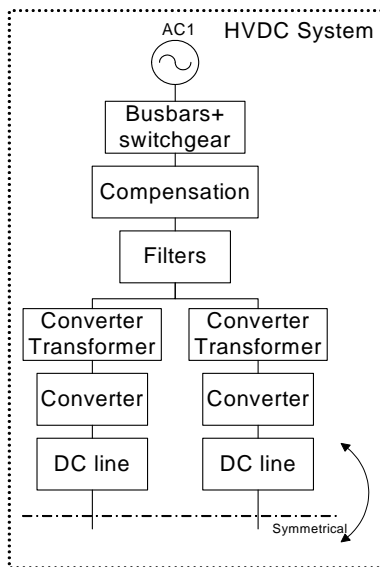 AC1
HVDC System
Busbars+
switchgear
Compensation
Filters
Converter
Transformer
Converter
Transformer
Converter
Converter
DC line
DC line
Symmetrical